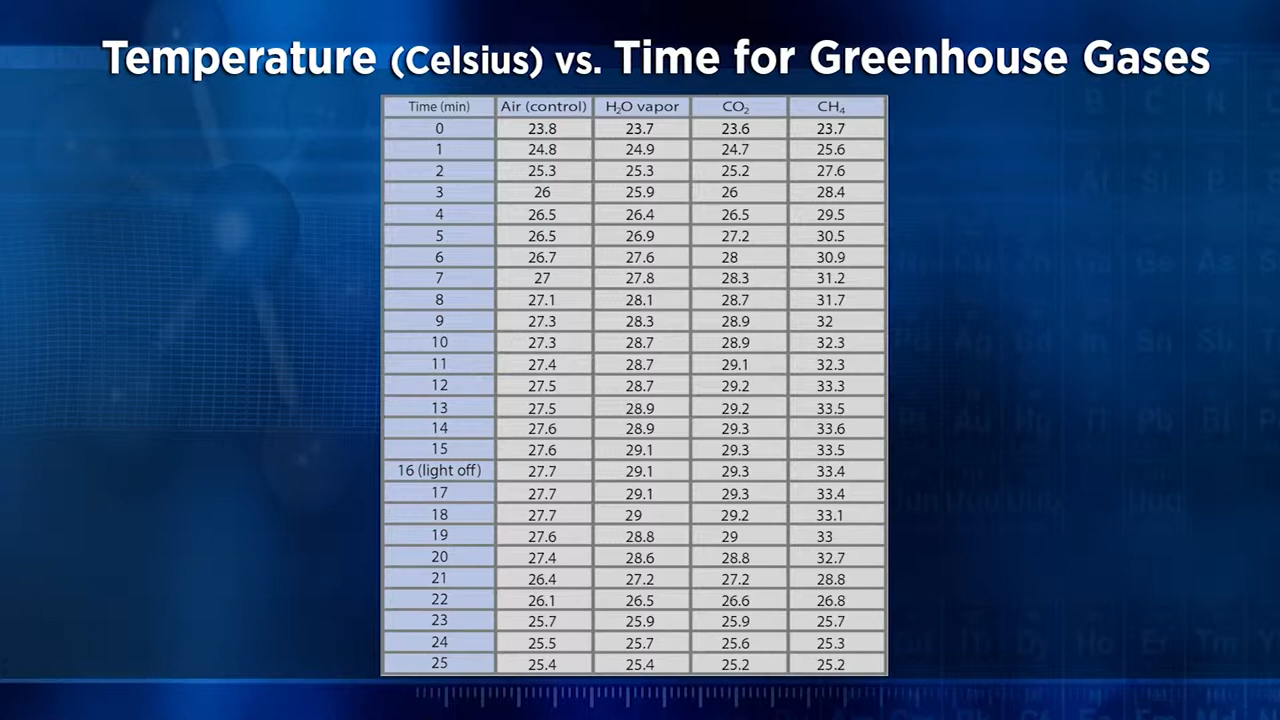 Temperature (Celsius) vs. Time for Greenhouse Gases
Time (min) Air (control) H₂O vapor CO₂ CH₄
0 23.8 23.7 23.6 23.7
1 24.8 24.9 24.7 25.6
2 25.3 25.3 25.2 27.6
3 26 25.9 26 28.4
4 26.5 26.4 26.5 29.5
5 26.5 26.9 27.2 30.5
6 26.7 27.6 28 30.9
7 27 27.8 28.3 31.2
8 27.1 28.1 28.7 31.7
9 27.3 28.3 28.9 32
10 27.3 28.7 28.9 32.3
11 27.4 28.7 29.1 32.3
12 27.5 28.7 29.2 33.3
13 27.5 28.9 29.2 33.5
14 27.6 28.9 29.3 33.6
15 27.6 29.1 29.3 33.5
16 (light off) 27.7 29.1 29.3 33.4
17 27.7 29.1 29.3 33.4
18 27.7 29 29.2 33.1
19 27.6 28.8 29 33
20 27.4 28.6 28.8 32.7
21 26.4 27.2 27.2 28.8
22 26.1 26.5 26.6 26.8
23 25.7 25.9 25.9 25.7
24 25.5 25.7 25.6 25.3
25 25.4 25.4 25.2 25.2